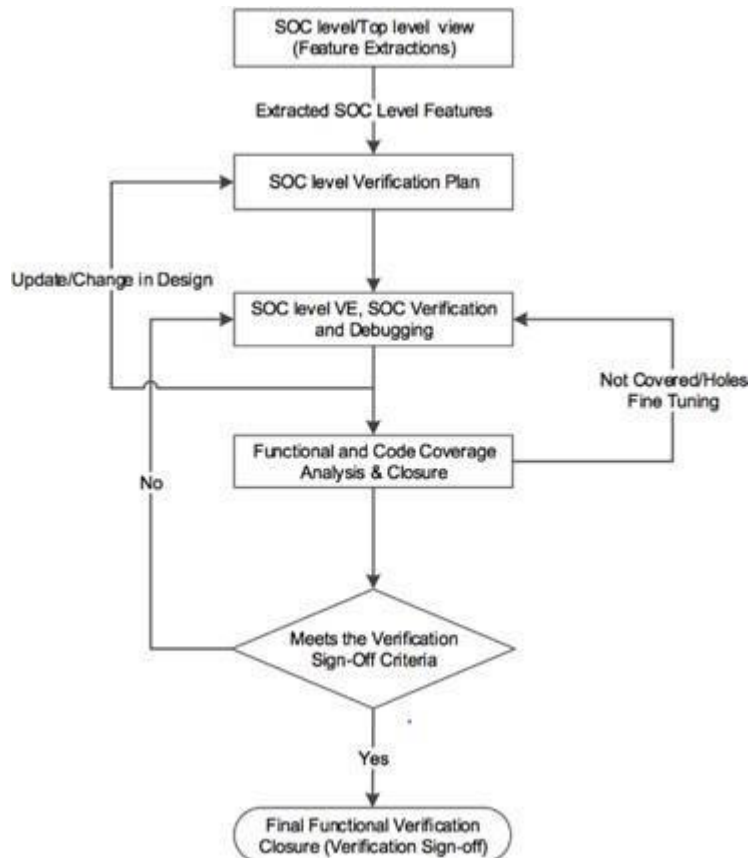 SOC level/Top level view
(Feature Extractions)
Extracted SOC Level Features
SOC level Verification Plan
Update/Change in Design
SOC level VE, SOC Verification
and Debugging
Not Covered/Holes
Fine Tuning
Functional and Code Coverage
Analysis & Closure
No
Meets the Verification
Sign-Off Criteria
Yes
Final Functional Verification
Closure (Verification Sign-off)